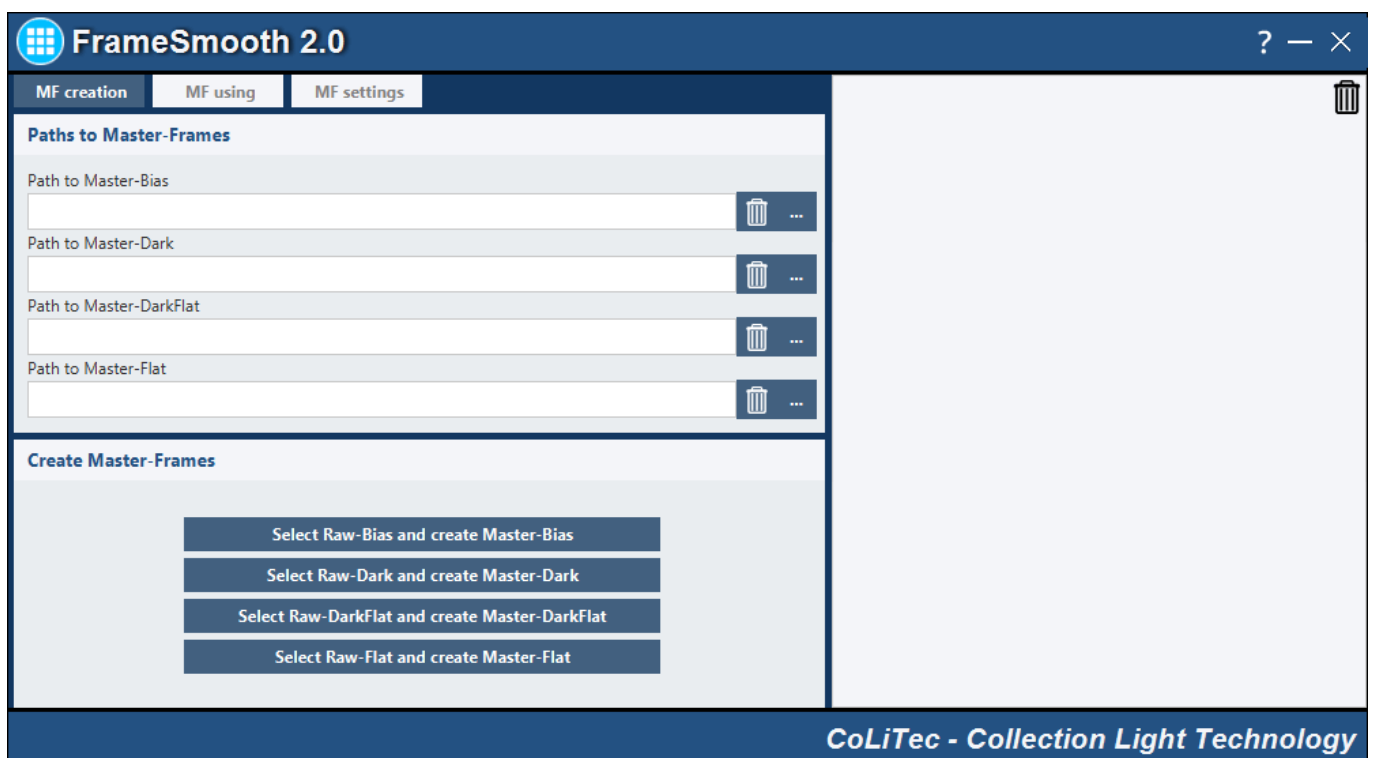 FrameSmooth 2.0
? — ×
MF creation MF using MF settings
Paths to Master-Frames
Path to Master-Bias
...
Path to Master-Dark
...
Path to Master-DarkFlat
...
Path to Master-Flat
...
Create Master-Frames
Select Raw-Bias and create Master-Bias
Select Raw-Dark and create Master-Dark
Select Raw-DarkFlat and create Master-DarkFlat
Select Raw-Flat and create Master-Flat
CoLiTec - Collection Light Technology